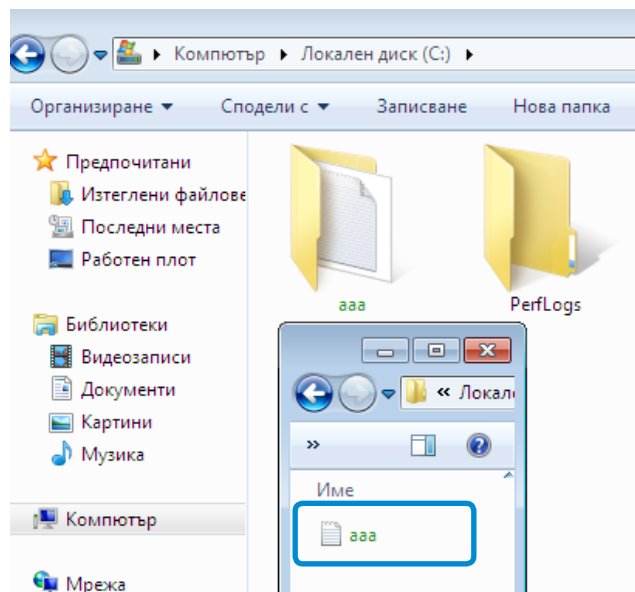 Компютър Локален диск (C:)
Организиране Сподели с Записване Нова папка
Предпочитани
Изтеглени файлове
Последни места
Работен плот
Библиотеки
Видеозаписи
Документи
Картини
Музика
Компютър
Мрежа
aaa
PerfLogs
« Локале
»
Име
aaa